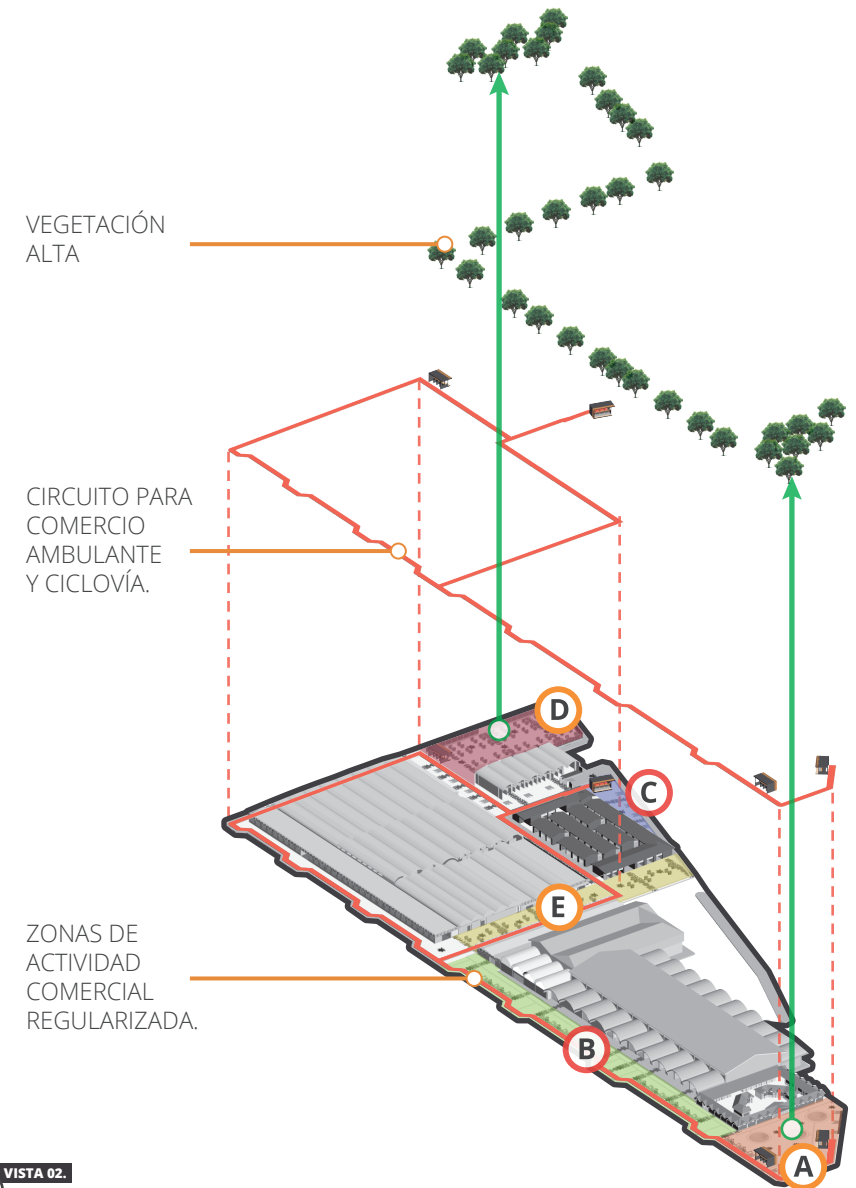 VEGETACIÓN
ALTA
CIRCUITO PARA
COMERCIO
AMBULANTE
Y CICLOVÍA.
D
C
E
ZONAS DE
ACTIVIDAD
COMERCIAL
REGULARIZADA.
B
A
VISTA 02.